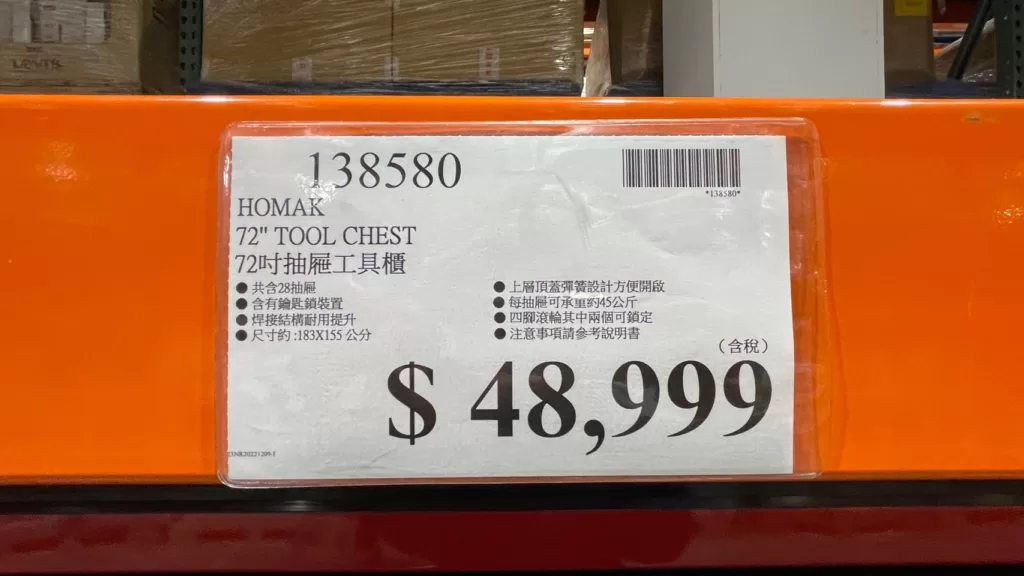 LEVI'S
138580
*138580*
HOMAK
72" TOOL CHEST
72吋抽屜工具櫃
● 共含28抽屜
● 含有鑰匙鎖裝置
● 焊接結構耐用提升
● 尺寸約:183X155 公分
● 上層頂蓋彈簧設計方便開啟
● 每抽屜可承重約45公斤
● 四腳滾輪其中兩個可鎖定
● 注意事項請參考說明書
（含稅）
$ 48,999